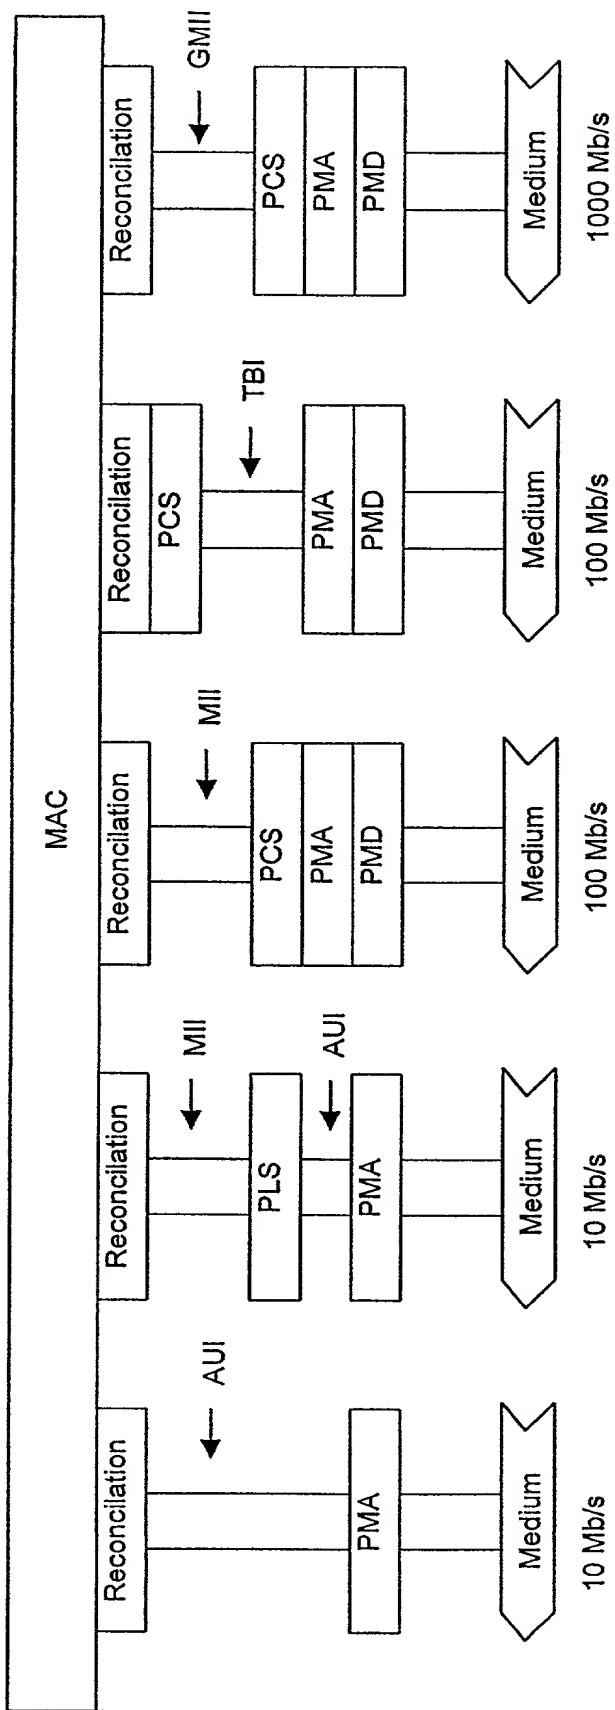 MAC
Reconcilation
AUI
PMA
Medium
10 Mb/s
Reconcilation
MII
PLS
AUI
PMA
Medium
10 Mb/s
Reconcilation
MII
PCS
PMA
PMD
Medium
100 Mb/s
Reconcilation
PCS
TBI
PMA
PMD
Medium
100 Mb/s
Reconcilation
GMII
PCS
PMA
PMD
Medium
1000 Mb/s